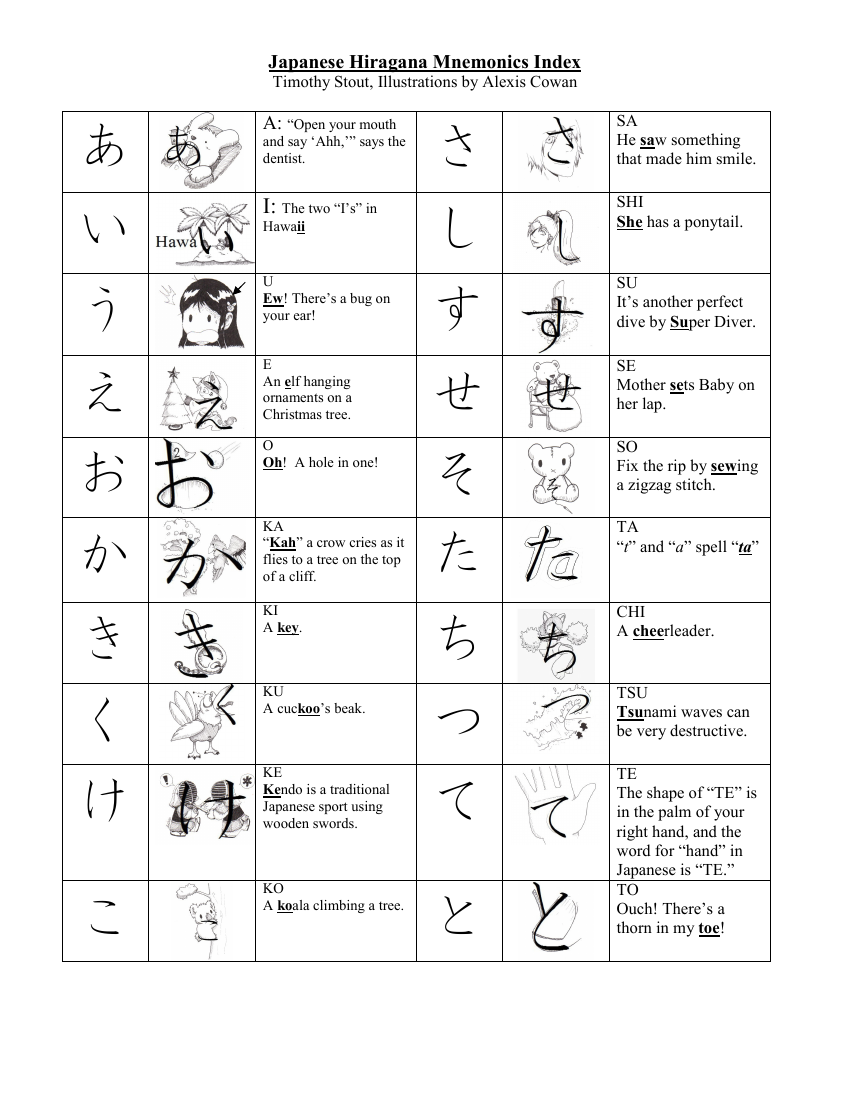 Japanese Hiragana Mnemonics Index
Timothy Stout, Illustrations by Alexis Cowan
あ
あ
A: “Open your mouth
and say ‘Ahh,’” says the
dentist.
さ
さ
SA
He saw something
that made him smile.
い
Hawaい
I: The two “I’s” in
Hawaii
し
し
SHI
She has a ponytail.
う
U
Ew! There’s a bug on
your ear!
す
す
SU
It’s another perfect
dive by Super Diver.
え
え
E
An elf hanging
ornaments on a
Christmas tree.
せ
せ
SE
Mother sets Baby on
her lap.
お
2
お
O
Oh!  A hole in one!
そ
そ
SO
Fix the rip by sewing
a zigzag stitch.
か
か
KA
“Kah” a crow cries as it
flies to a tree on the top
of a cliff.
た
た
TA
“t” and “a” spell “ta”
き
き
KI
A key.
ち
ち
CHI
A cheerleader.
く
く
KU
A cuckoo’s beak.
つ
つ
TSU
Tsunami waves can
be very destructive.
け
! *
け
KE
Kendo is a traditional
Japanese sport using
wooden swords.
て
て
TE
The shape of “TE” is
in the palm of your
right hand, and the
word for “hand” in
Japanese is “TE.”
こ
こ
KO
A koala climbing a tree.
と
と
TO
Ouch! There’s a
thorn in my toe!